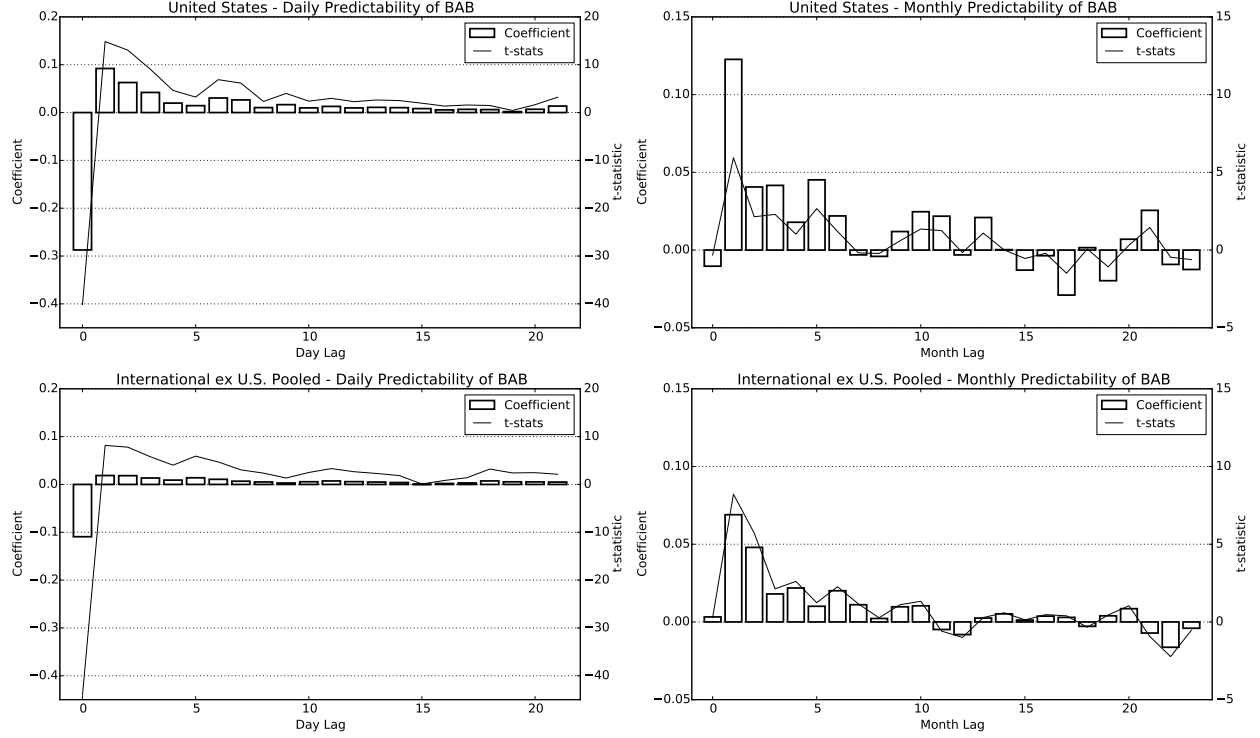 United States - Daily Predictability of BAB
Coefficient
t-stats
0.2
0.1
0.0
−0.1
−0.2
−0.3
−0.4
20
10
0
−10
−20
−30
−40
0 5 10 15 20
Coefficient
t-statistic
Day Lag
United States - Monthly Predictability of BAB
Coefficient
t-stats
0.15
0.10
0.05
0.00
−0.05
15
10
5
0
−5
0 5 10 15 20
Coefficient
t-statistic
Month Lag
International ex U.S. Pooled - Daily Predictability of BAB
Coefficient
t-stats
0.2
0.1
0.0
−0.1
−0.2
−0.3
−0.4
20
10
0
−10
−20
−30
−40
0 5 10 15 20
Coefficient
t-statistic
Day Lag
International ex U.S. Pooled - Monthly Predictability of BAB
Coefficient
t-stats
0.15
0.10
0.05
0.00
−0.05
15
10
5
0
−5
0 5 10 15 20
Coefficient
t-statistic
Month Lag